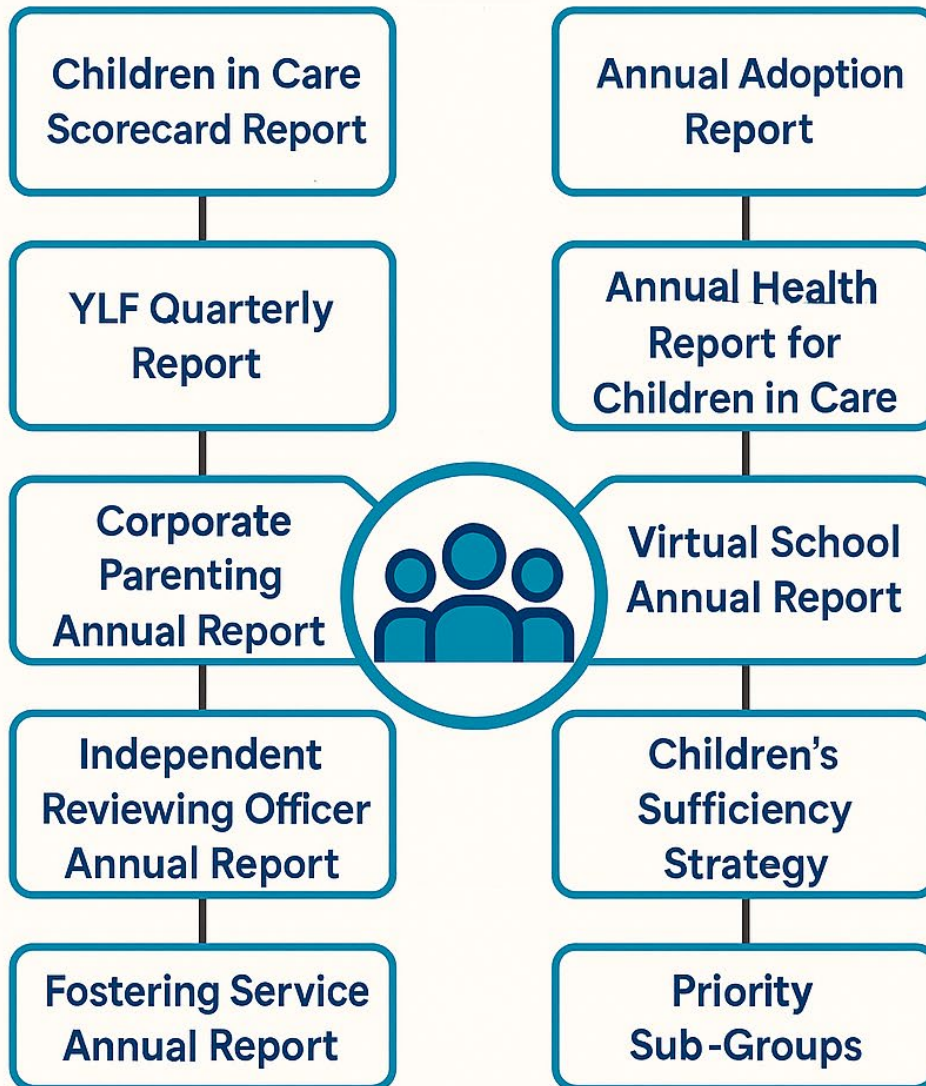 Children in Care
Scorecard Report
YLF Quarterly
Report
Corporate
Parenting
Annual Report
Independent
Reviewing Officer
Annual Report
Fostering Service
Annual Report
Annual Adoption
Report
Annual Health
Report for
Children in Care
Virtual School
Annual Report
Children's
Sufficiency
Strategy
Priority
Sub-Groups